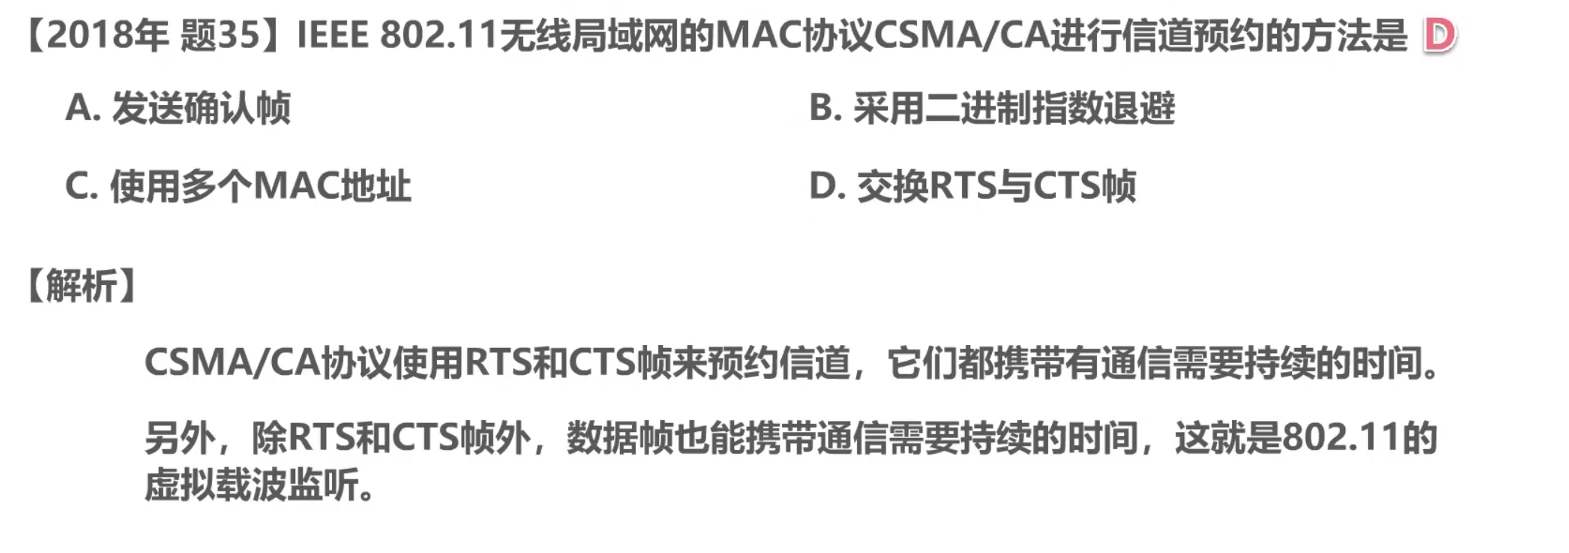 【2018年 题35】IEEE 802.11无线局域网的MAC协议CSMA/CA进行信道预约的方法是 D
A. 发送确认帧 B. 采用二进制指数退避
C. 使用多个MAC地址 D. 交换RTS与CTS帧
【解析】
CSMA/CA协议使用RTS和CTS帧来预约信道，它们都携带有通信需要持续的时间。
另外，除RTS和CTS帧外，数据帧也能携带通信需要持续的时间，这就是802.11的
虚拟载波监听。